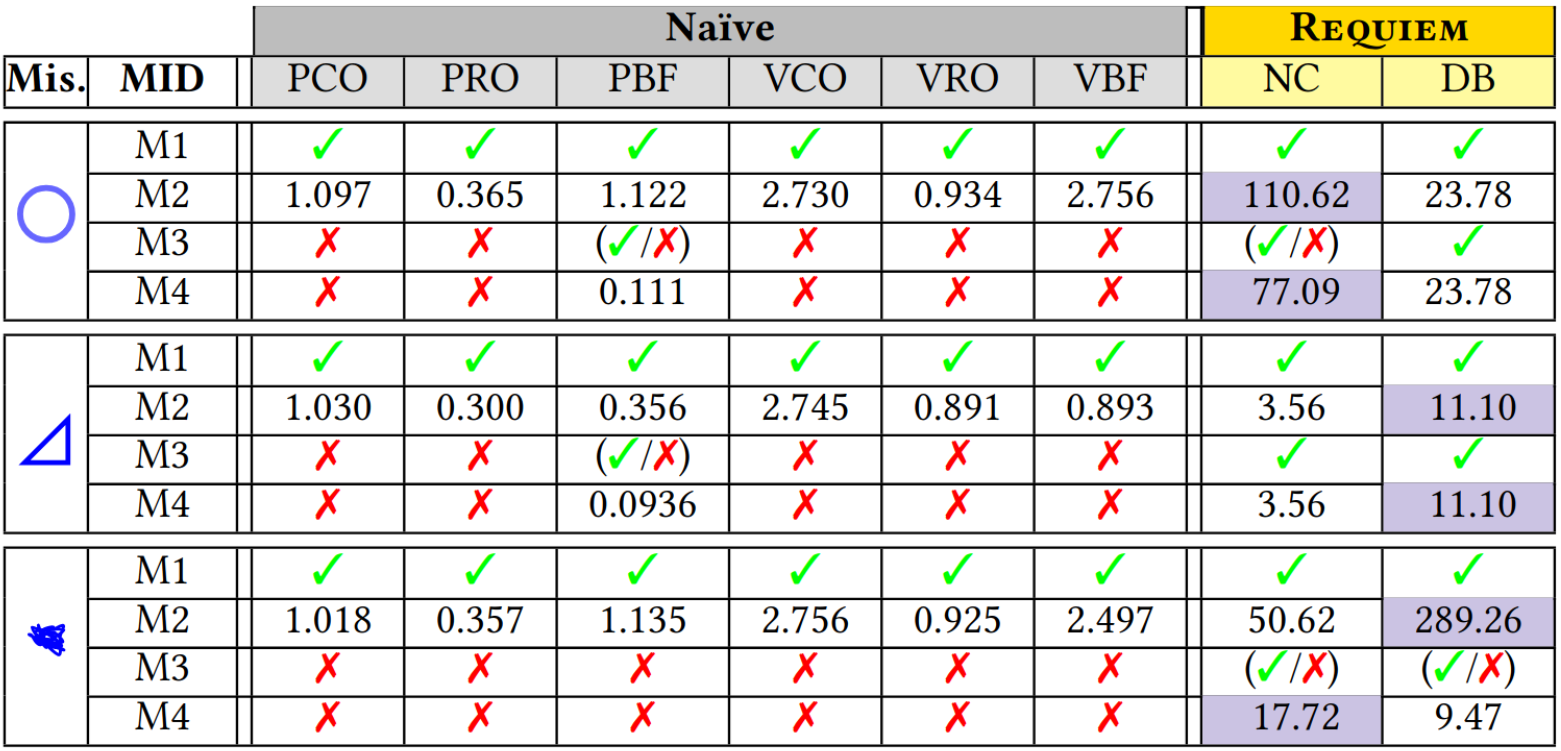 Naïve REQUIEM
Mis. MID PCO PRO PBF VCO VRO VBF NC DB
M1 ✓ ✓ ✓ ✓ ✓ ✓ ✓ ✓
M2 1.097 0.365 1.122 2.730 0.934 2.756 110.62 23.78
M3 ✗ ✗ (✓/✗) ✗ ✗ ✗ (✓/✗) ✓
M4 ✗ ✗ 0.111 ✗ ✗ ✗ 77.09 23.78
M1 ✓ ✓ ✓ ✓ ✓ ✓ ✓ ✓
M2 1.030 0.300 0.356 2.745 0.891 0.893 3.56 11.10
M3 ✗ ✗ (✓/✗) ✗ ✗ ✗ ✓ ✓
M4 ✗ ✗ 0.0936 ✗ ✗ ✗ 3.56 11.10
M1 ✓ ✓ ✓ ✓ ✓ ✓ ✓ ✓
M2 1.018 0.357 1.135 2.756 0.925 2.497 50.62 289.26
M3 ✗ ✗ ✗ ✗ ✗ ✗ (✓/✗) (✓/✗)
M4 ✗ ✗ ✗ ✗ ✗ ✗ 17.72 9.47